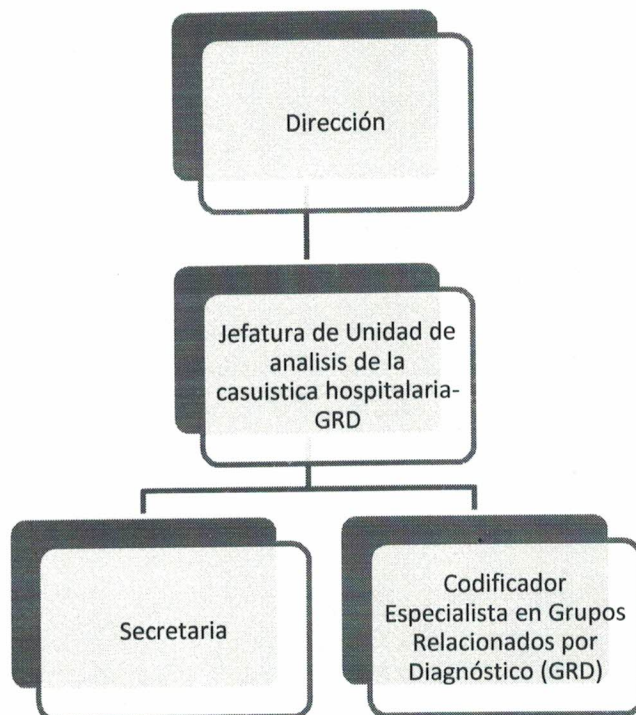 Dirección
Jefatura de Unidad de
analisis de la
casuistica hospitalaria-
GRD
Secretaria
Codificador
Especialista en Grupos
Relacionados por
Diagnóstico (GRD)